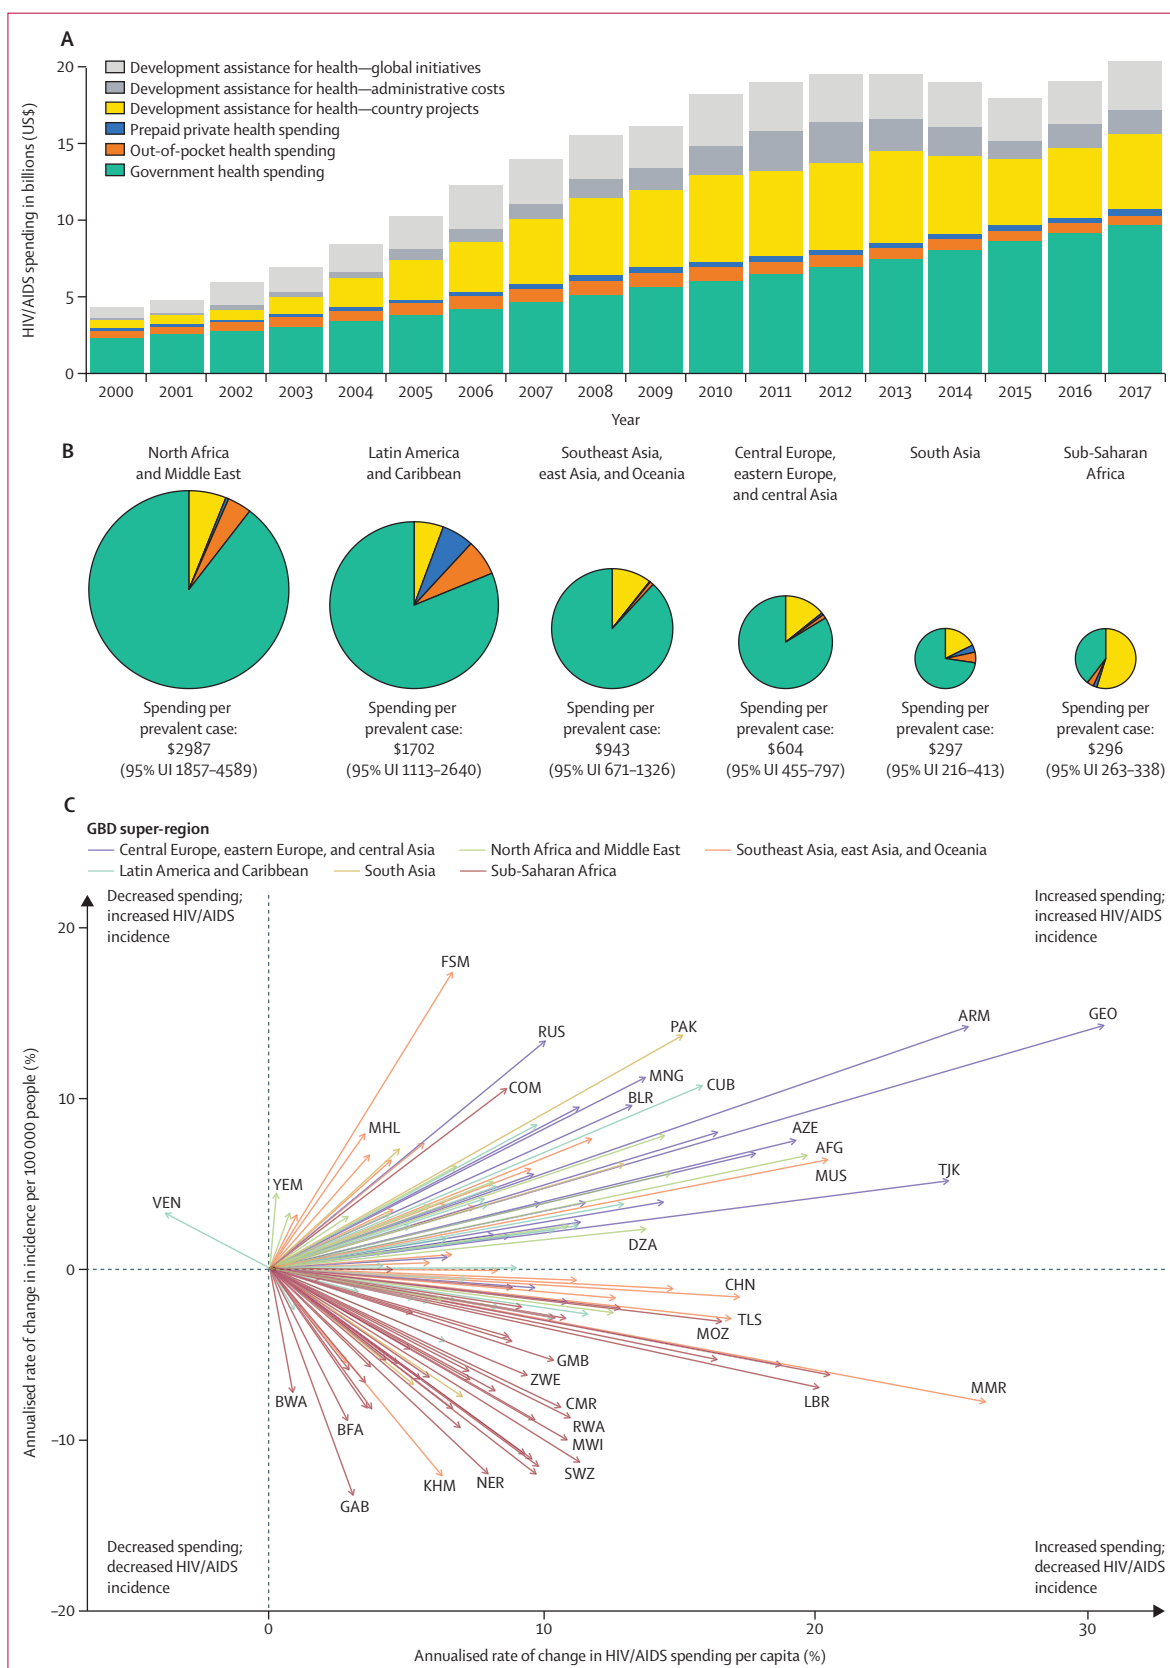 A
HIV/AIDS spending in billions (US$)
20
15
10
5
0
Development assistance for health—global initiatives
Development assistance for health—administrative costs
Development assistance for health—country projects
Prepaid private health spending
Out-of-pocket health spending
Government health spending
2000 2001 2002 2003 2004 2005 2006 2007 2008 2009 2010 2011 2012 2013 2014 2015 2016 2017
Year
B
North Africa
and Middle East
Latin America
and Caribbean
Southeast Asia,
east Asia, and Oceania
Central Europe,
eastern Europe,
and central Asia
South Asia
Sub-Saharan
Africa
Spending per
prevalent case:
$2987
(95% UI 1857–4589)
Spending per
prevalent case:
$1702
(95% UI 1113–2640)
Spending per
prevalent case:
$943
(95% UI 671–1326)
Spending per
prevalent case:
$604
(95% UI 455–797)
Spending per
prevalent case:
$297
(95% UI 216–413)
Spending per
prevalent case:
$296
(95% UI 263–338)
C
GBD super-region
Central Europe, eastern Europe, and central Asia
North Africa and Middle East
Southeast Asia, east Asia, and Oceania
Latin America and Caribbean
South Asia
Sub-Saharan Africa
Decreased spending;
increased HIV/AIDS
incidence
Increased spending;
increased HIV/AIDS
incidence
Annualised rate of change in incidence per 100 000 people (%)
20
10
0
–10
–20
FSM
RUS
PAK
ARM
GEO
COM
MNG
CUB
BLR
MHL
AZE
AFG
MUS
TJK
YEM
VEN
DZA
CHN
TLS
MOZ
GMB
ZWE
MMR
LBR
BWA
CMR
BFA
RWA
MWI
SWZ
NER
KHM
GAB
Decreased spending;
decreased HIV/AIDS
incidence
Increased spending;
decreased HIV/AIDS
incidence
0 10 20 30
Annualised rate of change in HIV/AIDS spending per capita (%)